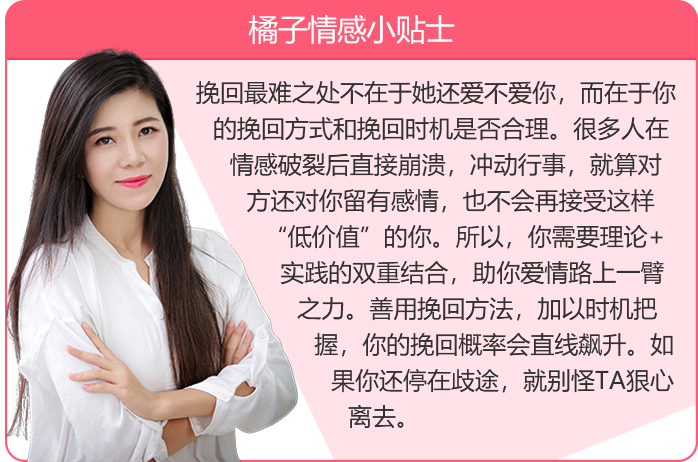 橘子情感小贴士
挽回最难之处不在于她还爱不爱你，而在于你
的挽回方式和挽回时机是否合理。很多人在
情感破裂后直接崩溃，冲动行事，就算对
方还对你留有感情，也不会再接受这样
“低价值”的你。所以，你需要理论+
实践的双重结合，助你爱情路上一臂
之力。善用挽回方法，加以时机把
握，你的挽回概率会直线飙升。如
果你还停在歧途，就别怪TA狠心
离去。